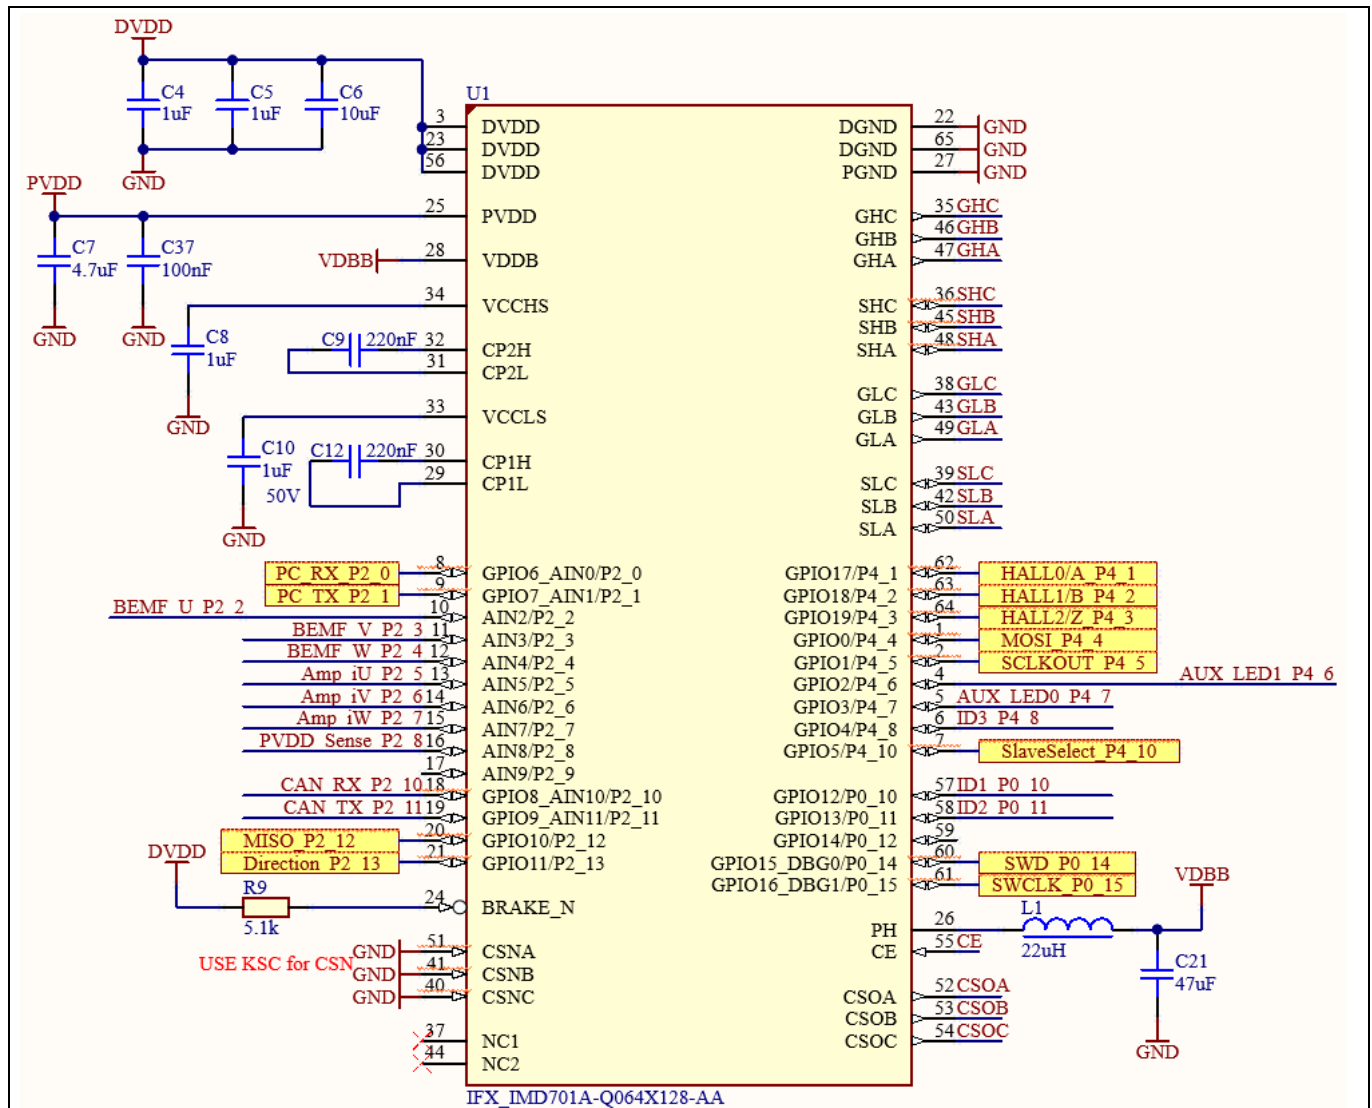 DVDD
C4
1uF
C5
1uF
C6
10uF
GND
U1
3 DVDD
23 DVDD
56 DVDD
PVDD
25 PVDD
C7
4.7uF
C37
100nF
GND
GND
VDBB 28 VDDB
34 VCCHS
C8
1uF
GND
C9 220nF 32 CP2H
31 CP2L
33 VCCLS
C10
1uF
50V
GND
C12 220nF 30 CP1H
29 CP1L
PC_RX_P2_0 8 GPIO6_AIN0/P2_0
PC_TX_P2_1 9 GPIO7_AIN1/P2_1
BEMF_U_P2_2 10 AIN2/P2_2
BEMF_V_P2_3 11 AIN3/P2_3
BEMF_W_P2_4 12 AIN4/P2_4
Amp_iU_P2_5 13 AIN5/P2_5
Amp_iV_P2_6 14 AIN6/P2_6
Amp_iW_P2_7 15 AIN7/P2_7
PVDD_Sense_P2_8 16 AIN8/P2_8
17 AIN9/P2_9
CAN_RX_P2_10 18 GPIO8_AIN10/P2_10
CAN_TX_P2_11 19 GPIO9_AIN11/P2_11
MISO_P2_12 20 GPIO10/P2_12
Direction_P2_13 21 GPIO11/P2_13
DVDD
R9
5.1k
24 BRAKE_N
USE KSC for CSN
GND 51 CSNA
GND 41 CSNB
GND 40 CSNC
37 NC1
44 NC2
DGND 22 GND
DGND 65 GND
PGND 27 GND
GHC 35 GHC
GHB 46 GHB
GHA 47 GHA
SHC 36 SHC
SHB 45 SHB
SHA 48 SHA
GLC 38 GLC
GLB 43 GLB
GLA 49 GLA
SLC 39 SLC
SLB 42 SLB
SLA 50 SLA
GPIO17/P4_1 62 HALL0/A_P4_1
GPIO18/P4_2 63 HALL1/B_P4_2
GPIO19/P4_3 64 HALL2/Z_P4_3
GPIO0/P4_4 1 MOSI_P4_4
GPIO1/P4_5 2 SCLKOUT_P4_5
GPIO2/P4_6 4 AUX_LED1_P4_6
GPIO3/P4_7 5 AUX_LED0_P4_7
GPIO4/P4_8 6 ID3_P4_8
GPIO5/P4_10 7 SlaveSelect_P4_10
GPIO12/P0_10 57 ID1_P0_10
GPIO13/P0_11 58 ID2_P0_11
GPIO14/P0_12 59
GPIO15_DBG0/P0_14 60 SWD_P0_14
GPIO16_DBG1/P0_15 61 SWCLK_P0_15
VDBB
PH 26
L1
22uH
C21
47uF
GND
CE 55 CE
CSOA 52 CSOA
CSOB 53 CSOB
CSOC 54 CSOC
IFX_IMD701A-Q064X128-AA